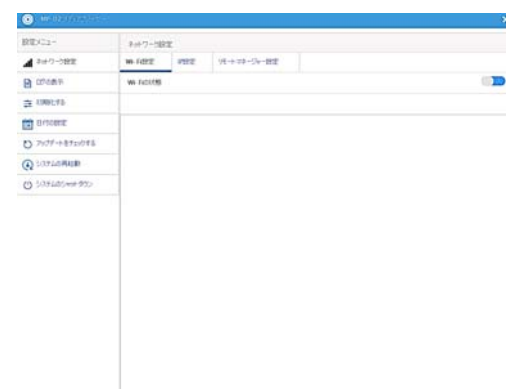 設定メニュー
ネットワーク設定
ネットワーク設定
Wi-Fi設定
IP設定
リモートマネージャー設定
Wi-Fiの状態
ログの表示
初期化する
日付の設定
アップデートをチェックする
システムの再起動
システムのシャットダウン